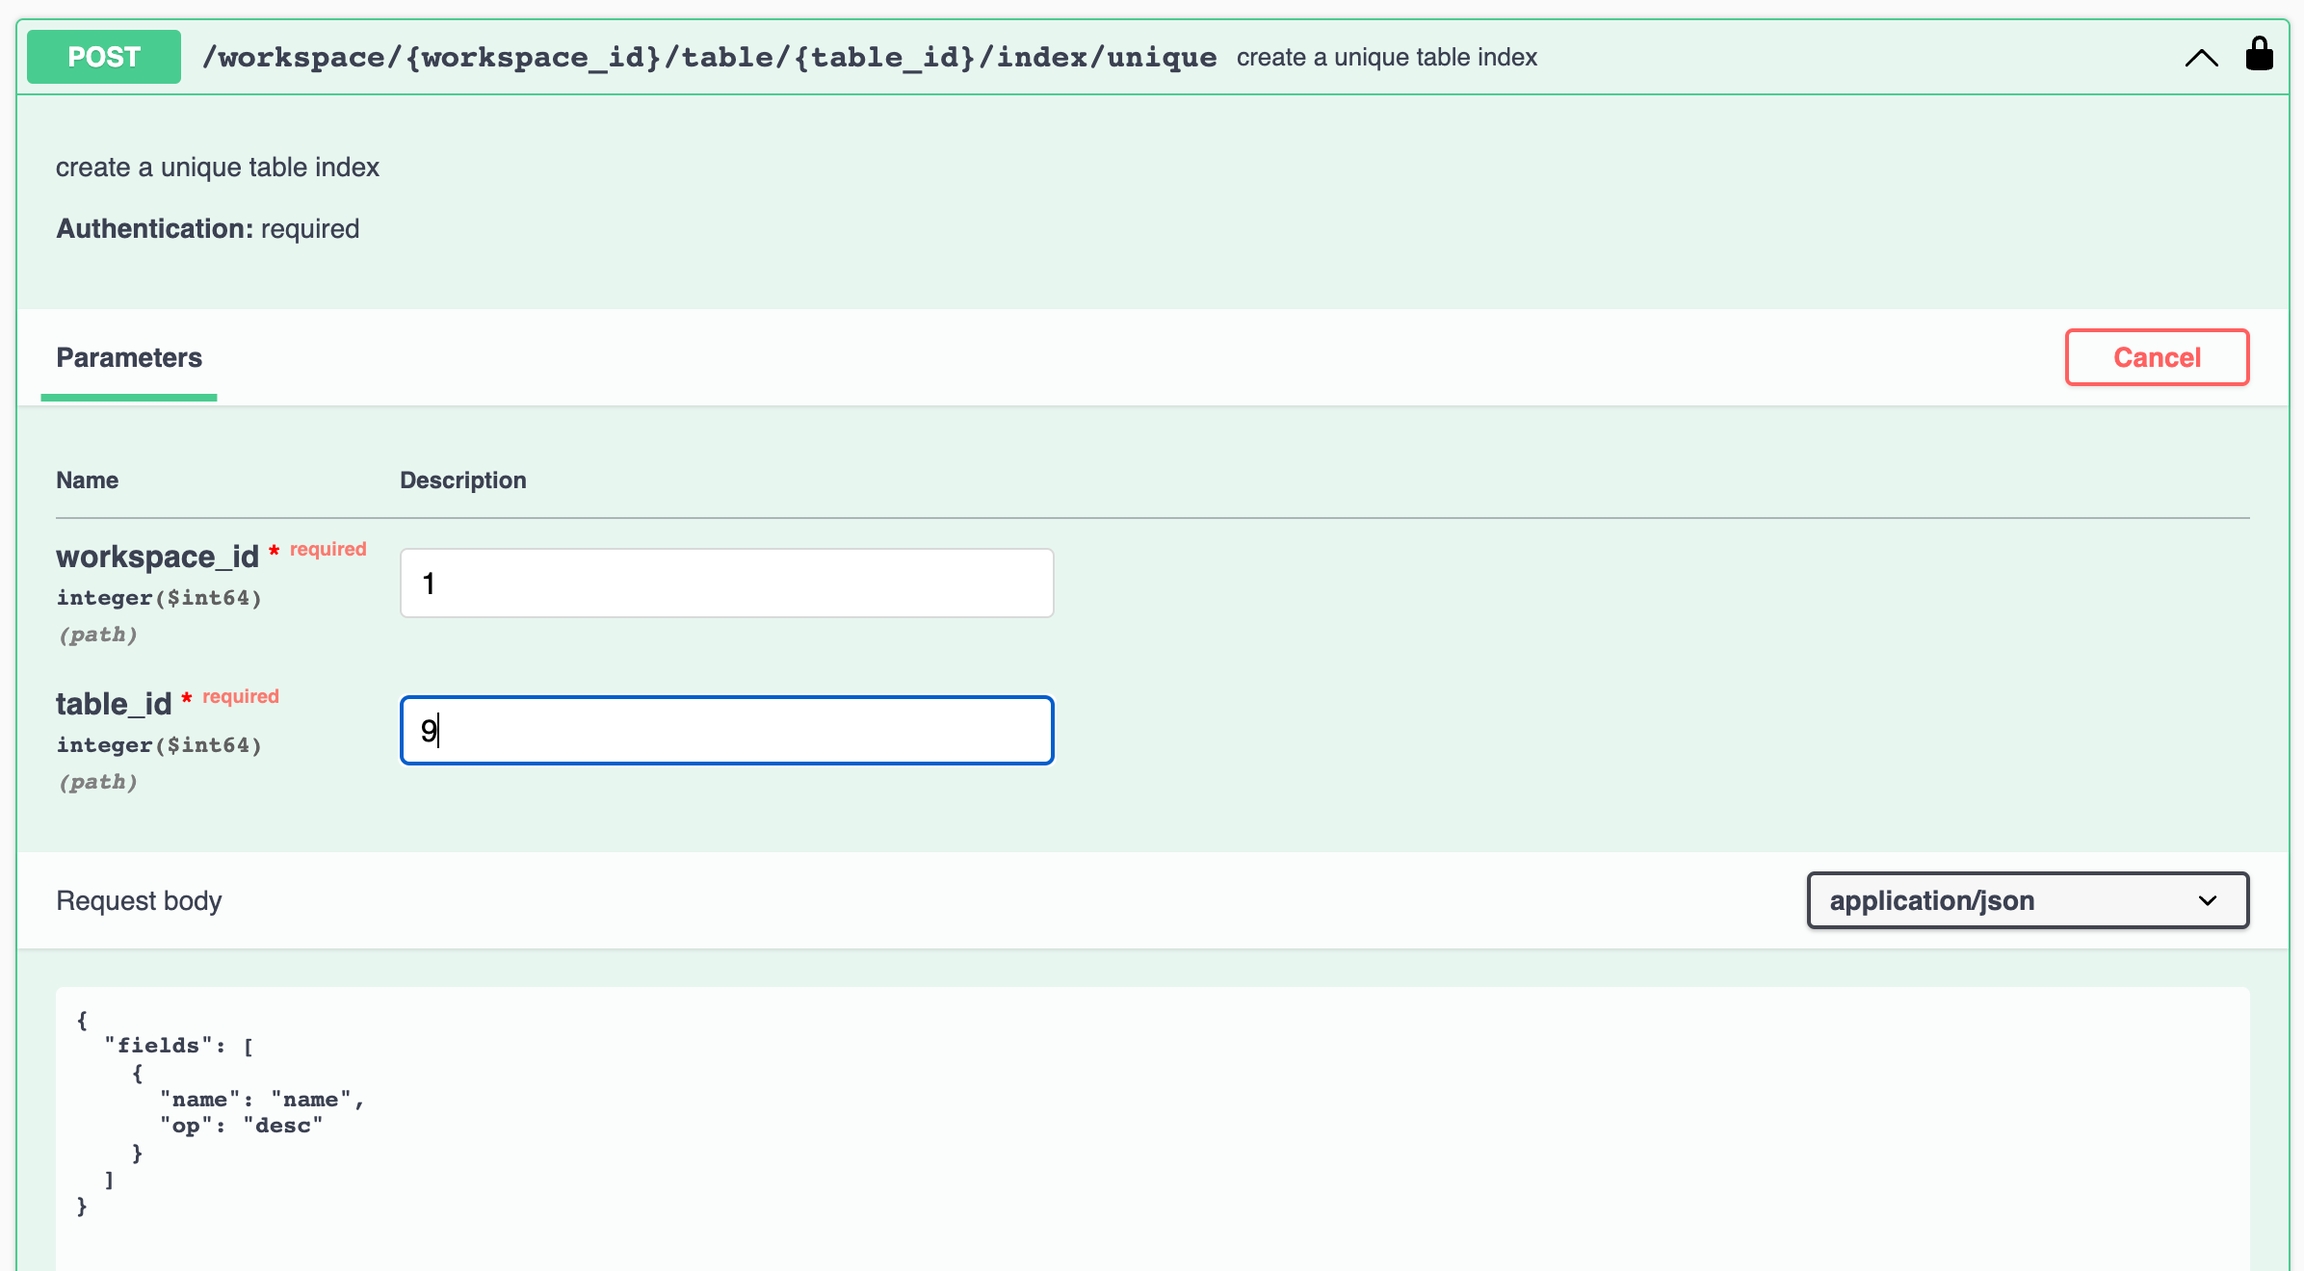 POST /workspace/{workspace_id}/table/{table_id}/index/unique create a unique table index
create a unique table index
Authentication: required
Parameters
Cancel
Name Description
workspace_id * required
integer($int64)
(path)
1
table_id * required
integer($int64)
(path)
9
Request body
application/json
{
  "fields": [
    {
      "name": "name",
      "op": "desc"
    }
  ]
}